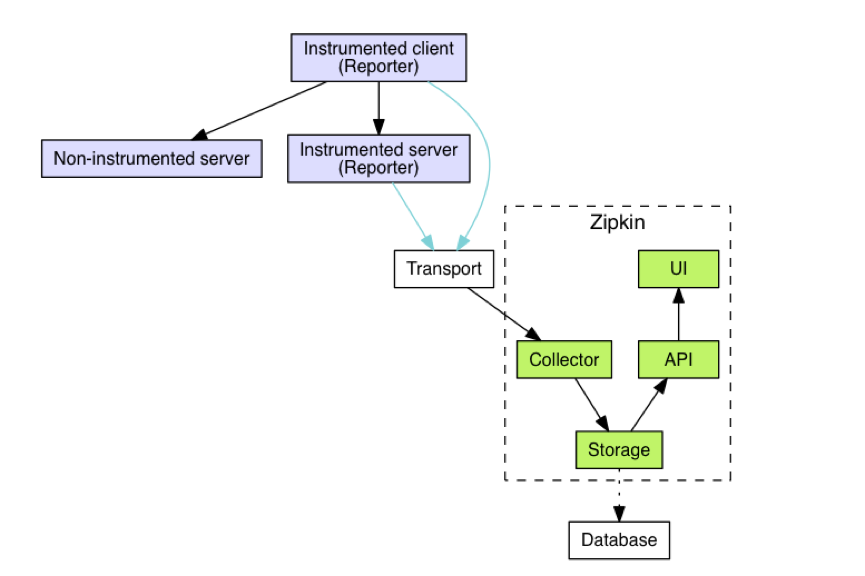 Instrumented client
(Reporter)
Non-instrumented server
Instrumented server
(Reporter)
Zipkin
Transport
UI
Collector
API
Storage
Database